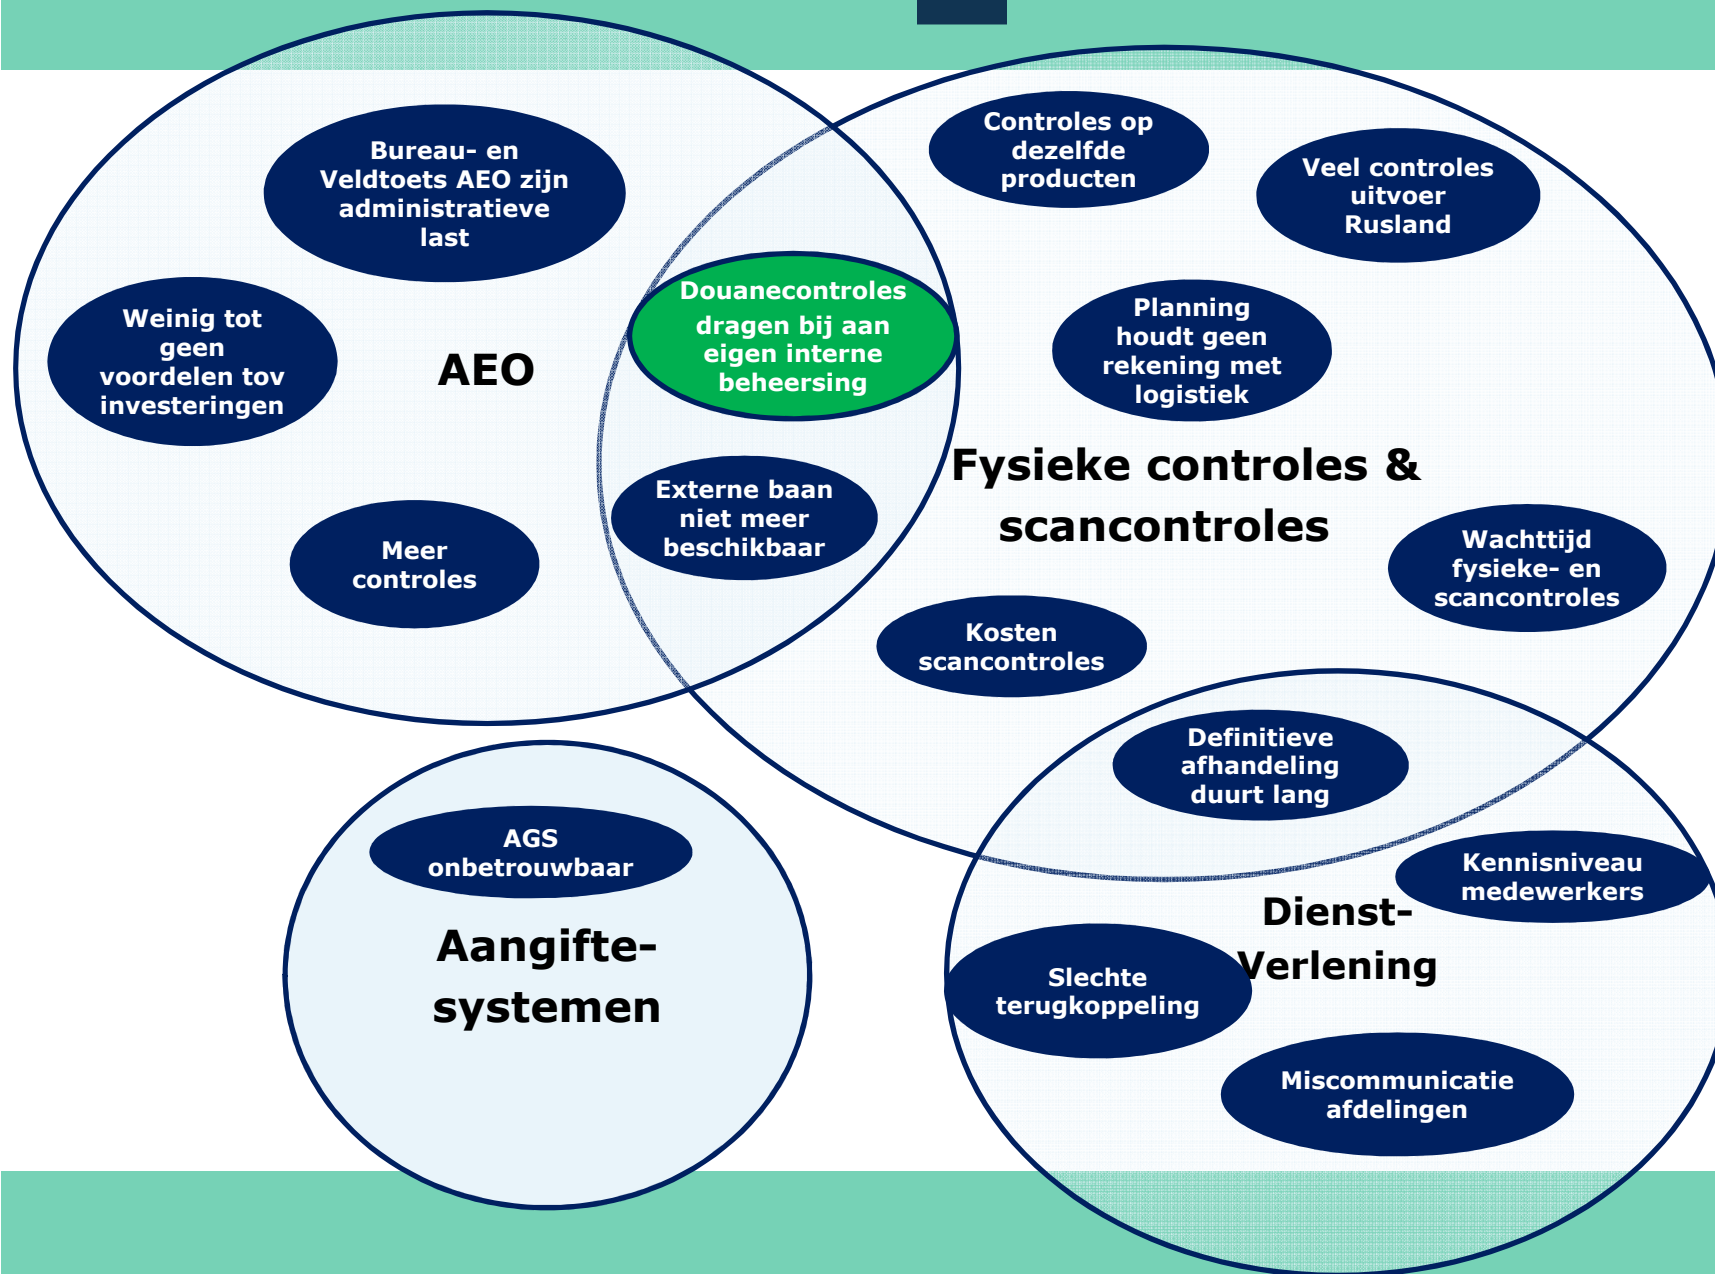 Bureau- en
Veldtoets AEO zijn
administratieve
last
Weinig tot
geen
voordelen tov
investeringen
AEO
Meer
controles
Douanecontroles
dragen bij aan
eigen interne
beheersing
Externe baan
niet meer
beschikbaar
Controles op
dezelfde
producten
Veel controles
uitvoer
Rusland
Planning
houdt geen
rekening met
logistiek
Fysieke controles &
scancontroles
Wachttijd
fysieke- en
scancontroles
Kosten
scancontroles
Definitieve
afhandeling
duurt lang
Kennisniveau
medewerkers
Dienst-
Verlening
Slechte
terugkoppeling
Miscommunicatie
afdelingen
AGS
onbetrouwbaar
Aangifte-
systemen